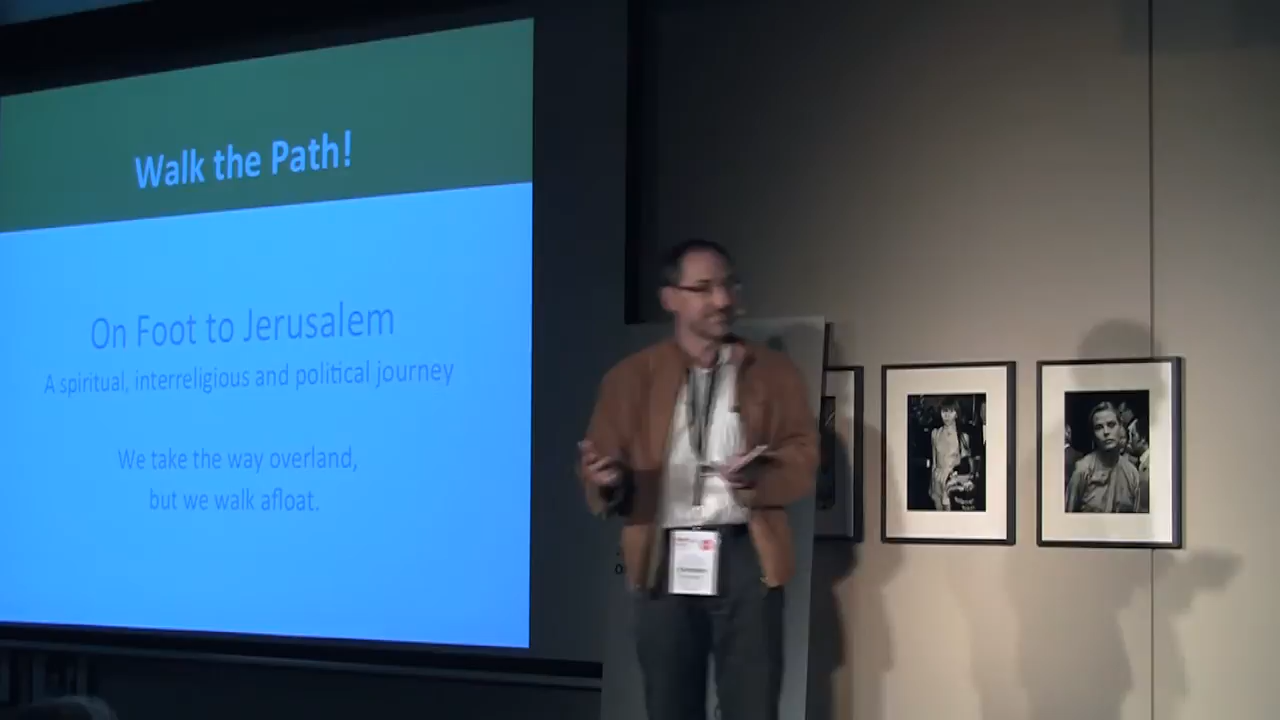 Walk the Path!
On Foot to Jerusalem
A spiritual, interreligious and political journey
We take the way overland,
but we walk afloat.